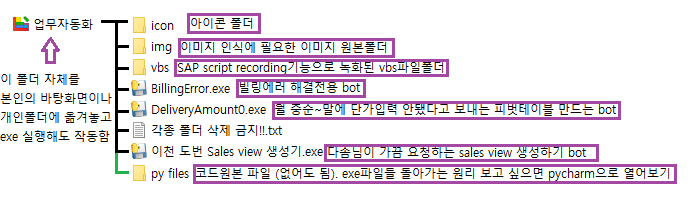 업무자동화
icon 아이콘 폴더
img 이미지 인식에 필요한 이미지 원본폴더
vbs SAP script recording기능으로 녹화된 vbs파일폴더
이 폴더 자체를
본인의 바탕화면이나
개인폴더에 옮겨놓고
exe 실행해도 작동함
BillingError.exe 빌링에러 해결전용 bot
DeliveryAmount0.exe 월 중순~말에 단가입력 안됐다고 보내는 피벗테이블 만드는 bot
각종 폴더 삭제 금지!!.txt
이천 도번 Sales view 생성기.exe 다솜님이 가끔 요청하는 sales view 생성하기 bot
py files 코드원본 파일 (없어도 됨). exe파일들 돌아가는 원리 보고 싶으면 pycharm으로 열어보기